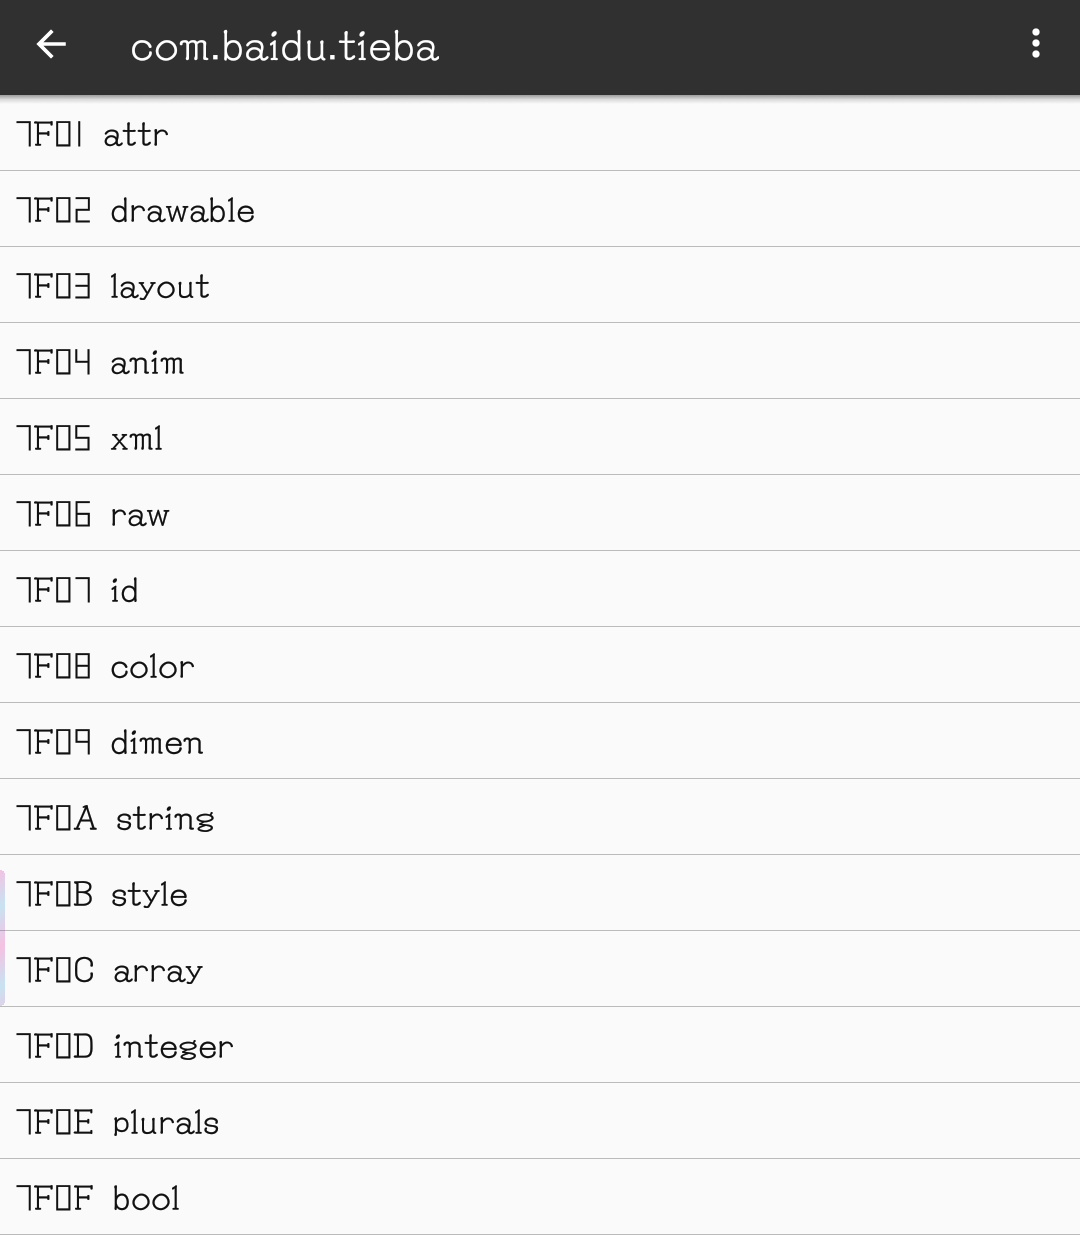 com.baidu.tieba
7F01 attr
7F02 drawable
7F03 layout
7F04 anim
7F05 xml
7F06 raw
7F07 id
7F08 color
7F09 dimen
7F0A string
7F0B style
7F0C array
7F0D integer
7F0E plurals
7F0F bool